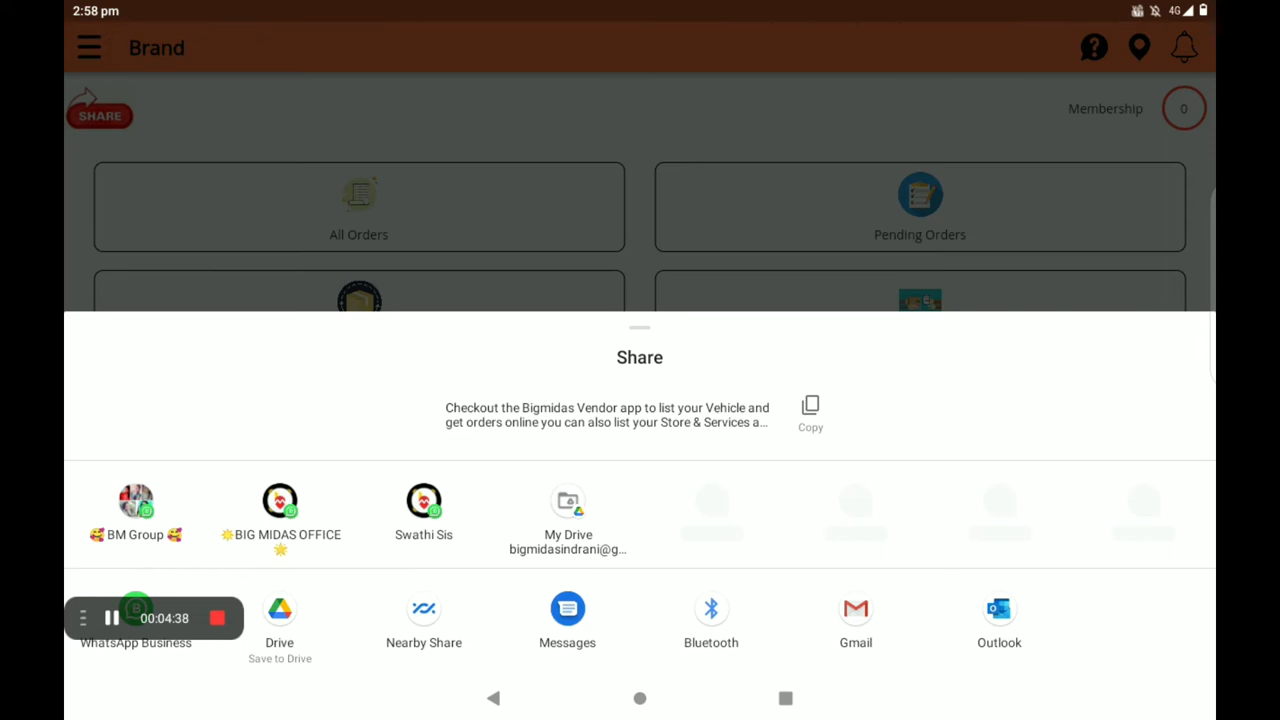 2:58 pm
4G
Brand
SHARE
Membership
0
All Orders
Pending Orders
Share
Checkout the Bigmidas Vendor app to list your Vehicle and
get orders online you can also list your Store & Services a...
Copy
🥰 BM Group 🥰
🌟BIG MIDAS OFFICE
🌟
Swathi Sis
My Drive
bigmidasindrani@g...
00:04:38
WhatsApp Business
Drive
Save to Drive
Nearby Share
Messages
Bluetooth
Gmail
Outlook